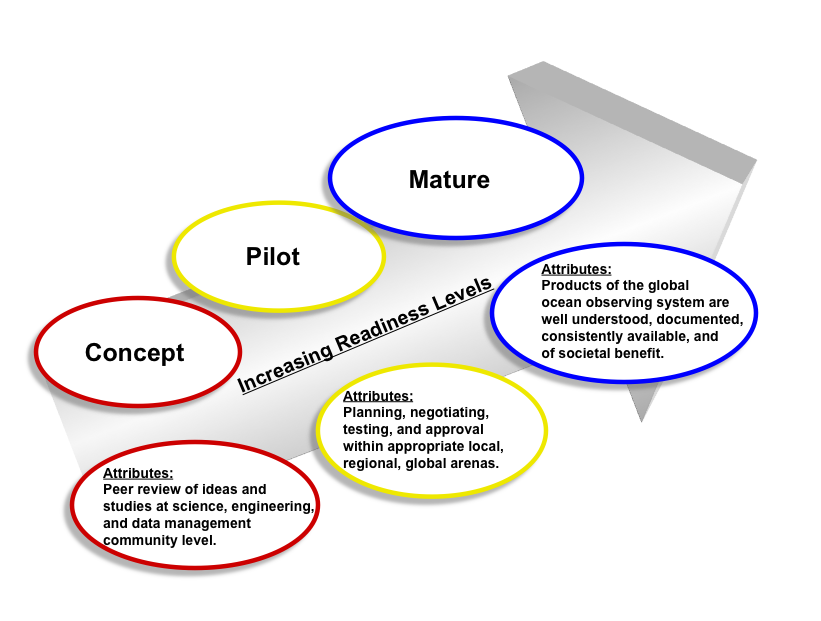 Mature
Pilot
Concept
Increasing Readiness Levels
Attributes:
Products of the global
ocean observing system are
well understood, documented,
consistently available, and
of societal benefit.
Attributes:
Planning, negotiating,
testing, and approval
within appropriate local,
regional, global arenas.
Attributes:
Peer review of ideas and
studies at science, engineering,
and data management
community level.